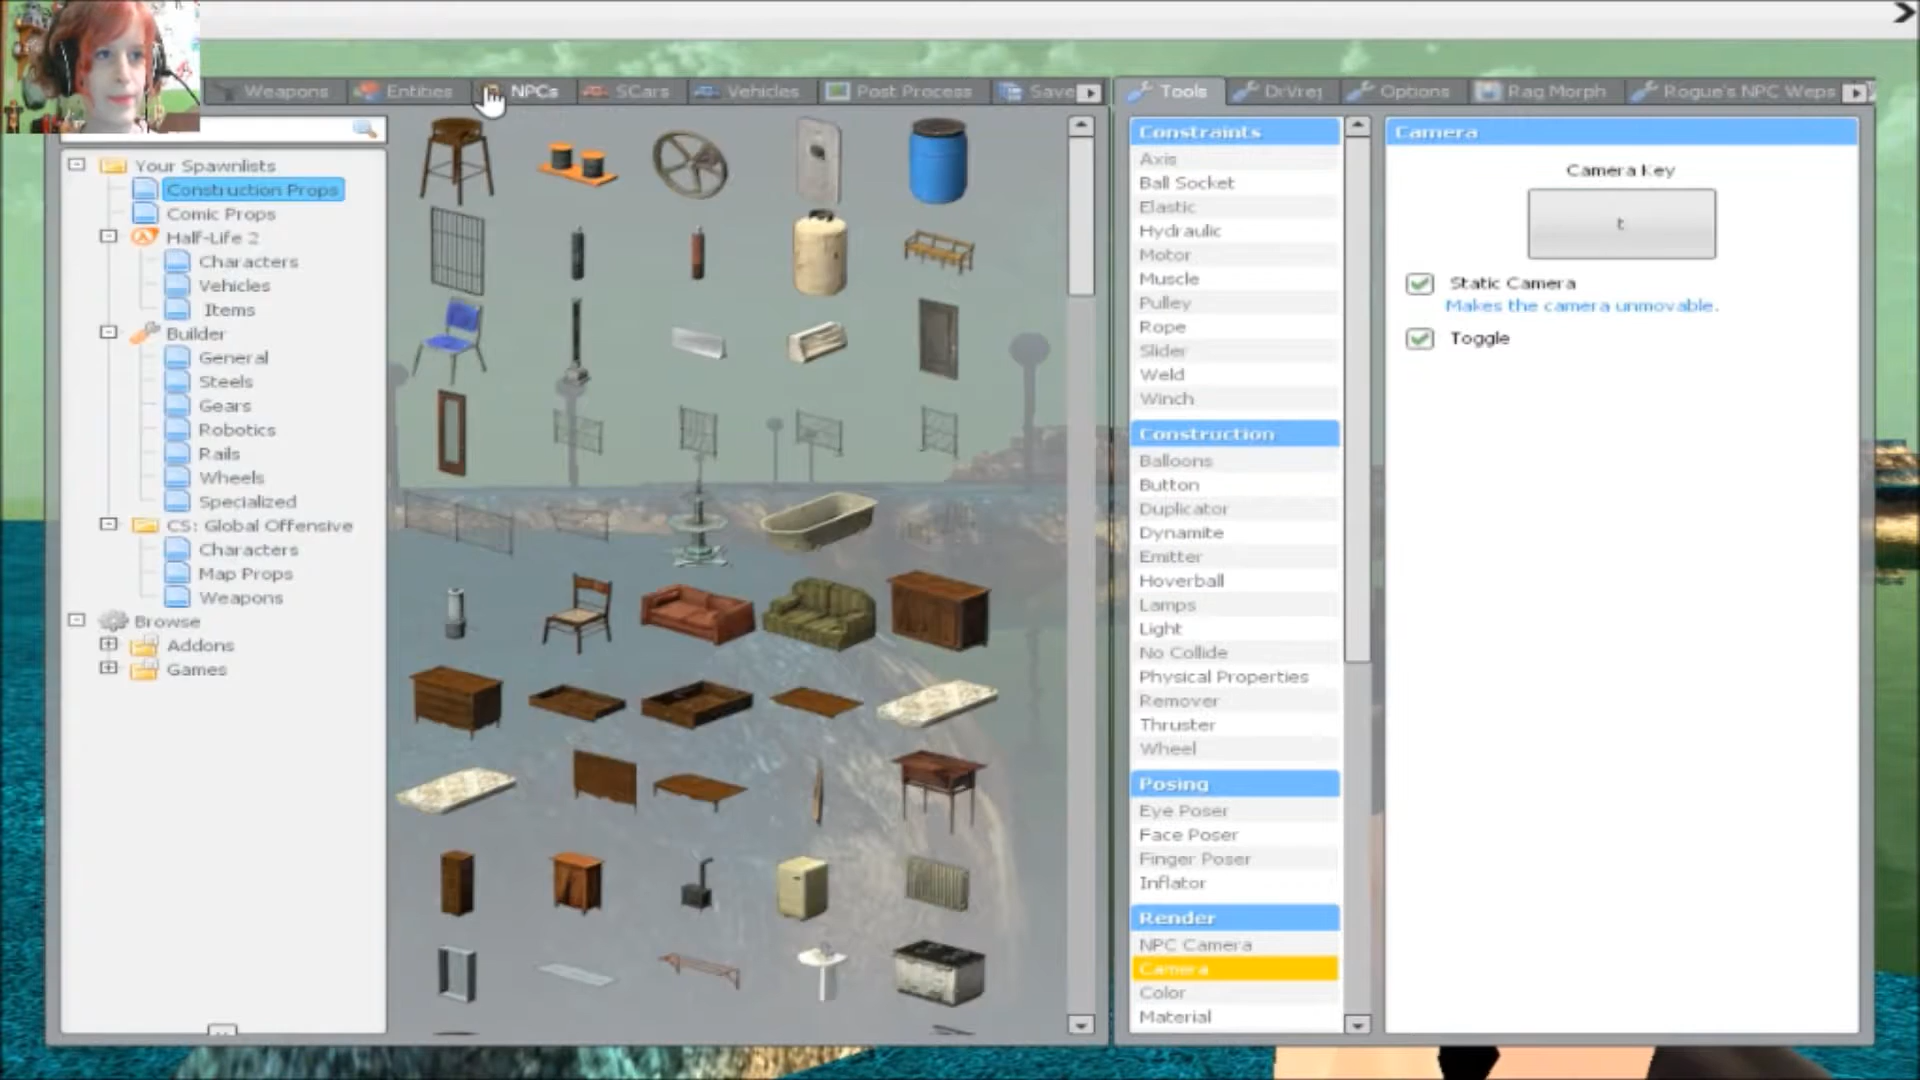 Weapons
Entities
NPCs
SCars
Vehicles
Post Process
Save
Tools
DrVrej
Options
Rag Morph
Rogue's NPC Weps
Your Spawnlists
Construction Props
Comic Props
Half-Life 2
Characters
Vehicles
Items
Builder
General
Steels
Gears
Robotics
Rails
Wheels
Specialized
CS: Global Offensive
Characters
Map Props
Weapons
Browse
Addons
Games
Constraints
Axis
Ball Socket
Elastic
Hydraulic
Motor
Muscle
Pulley
Rope
Slider
Weld
Winch
Construction
Balloons
Button
Duplicator
Dynamite
Emitter
Hoverball
Lamps
Light
No Collide
Physical Properties
Remover
Thruster
Wheel
Posing
Eye Poser
Face Poser
Finger Poser
Inflator
Render
NPC Camera
Camera
Color
Material
Camera
Camera Key
t
Static Camera
Makes the camera unmovable.
Toggle